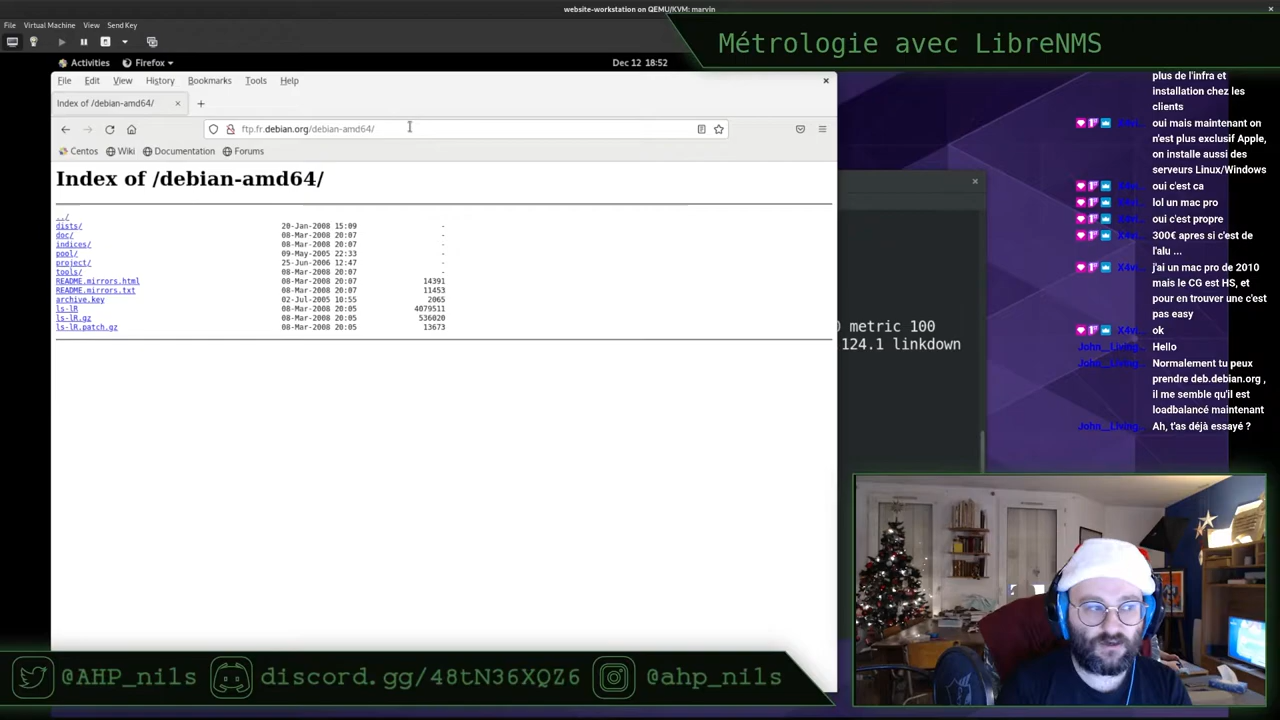 website-workstation on QEMU/KVM: marvin
File Virtual Machine View Send Key
Métrologie avec LibreNMS
Activities Firefox Dec 12 18:52
File Edit View History Bookmarks Tools Help
Index of /debian-amd64/
ftp.fr.debian.org/debian-amd64/
Centos Wiki Documentation Forums
Index of /debian-amd64/
../
dists/ 20-Jan-2008 15:09 -
doc/ 08-Mar-2008 20:07 -
indices/ 08-Mar-2008 20:07 -
pool/ 09-May-2005 22:33 -
project/ 25-Jun-2006 12:47 -
tools/ 08-Mar-2008 20:07 -
README.mirrors.html 08-Mar-2008 20:07 14391
README.mirrors.txt 08-Mar-2008 20:07 11453
archive.key 02-Jul-2005 10:55 2065
ls-lR 08-Mar-2008 20:05 4079511
ls-lR.gz 08-Mar-2008 20:05 536020
ls-lR.patch.gz 08-Mar-2008 20:05 13673
metric 100
124.1 linkdown
plus de l'infra et
installation chez les
clients
oui mais maintenant on
n'est plus exclusif Apple,
on installe aussi des
serveurs Linux/Windows
oui c'est ca
lol un mac pro
oui c'est propre
300€ apres si c'est de
l'alu ...
j'ai un mac pro de 2010
mais le CG est HS, et
pour en trouver une c'est
pas easy
ok
John__Living... Hello
John__Living... Normalement tu peux
prendre deb.debian.org ,
il me semble qu'il est
loadbalancé maintenant
John__Living... Ah, t'as déjà essayé ?
@AHP_nils discord.gg/48tN36XQZ6 @ahp_nils